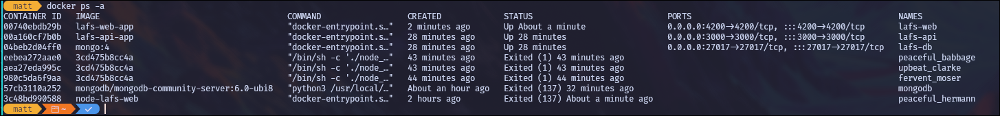 matt docker ps -a
CONTAINER ID IMAGE COMMAND CREATED STATUS PORTS NAMES
00740ebdb29b lafs-web-app "docker-entrypoint.s…" 2 minutes ago Up About a minute 0.0.0.0:4200->4200/tcp, :::4200->4200/tcp lafs-web
00a160cf7b0b lafs-api-app "docker-entrypoint.s…" 28 minutes ago Up 28 minutes 0.0.0.0:3000->3000/tcp, :::3000->3000/tcp lafs-api
04beb2d04ff0 mongo:4 "docker-entrypoint.s…" 28 minutes ago Up 28 minutes 0.0.0.0:27017->27017/tcp, :::27017->27017/tcp lafs-db
eebea272aae0 3cd475b8cc4a "/bin/sh -c './node_…" 43 minutes ago Exited (1) 43 minutes ago peaceful_babbage
aea27eda995c 3cd475b8cc4a "/bin/sh -c './node_…" 43 minutes ago Exited (1) 43 minutes ago upbeat_clarke
980c5da6f9aa 3cd475b8cc4a "/bin/sh -c './node_…" 44 minutes ago Exited (1) 44 minutes ago fervent_moser
57cb3110a252 mongodb/mongodb-community-server:6.0-ubi8 "python3 /usr/local/…" About an hour ago Exited (137) 32 minutes ago mongodb
3c48bd990588 node-lafs-web "docker-entrypoint.s…" 2 hours ago Exited (137) About a minute ago peaceful_hermann
matt ~